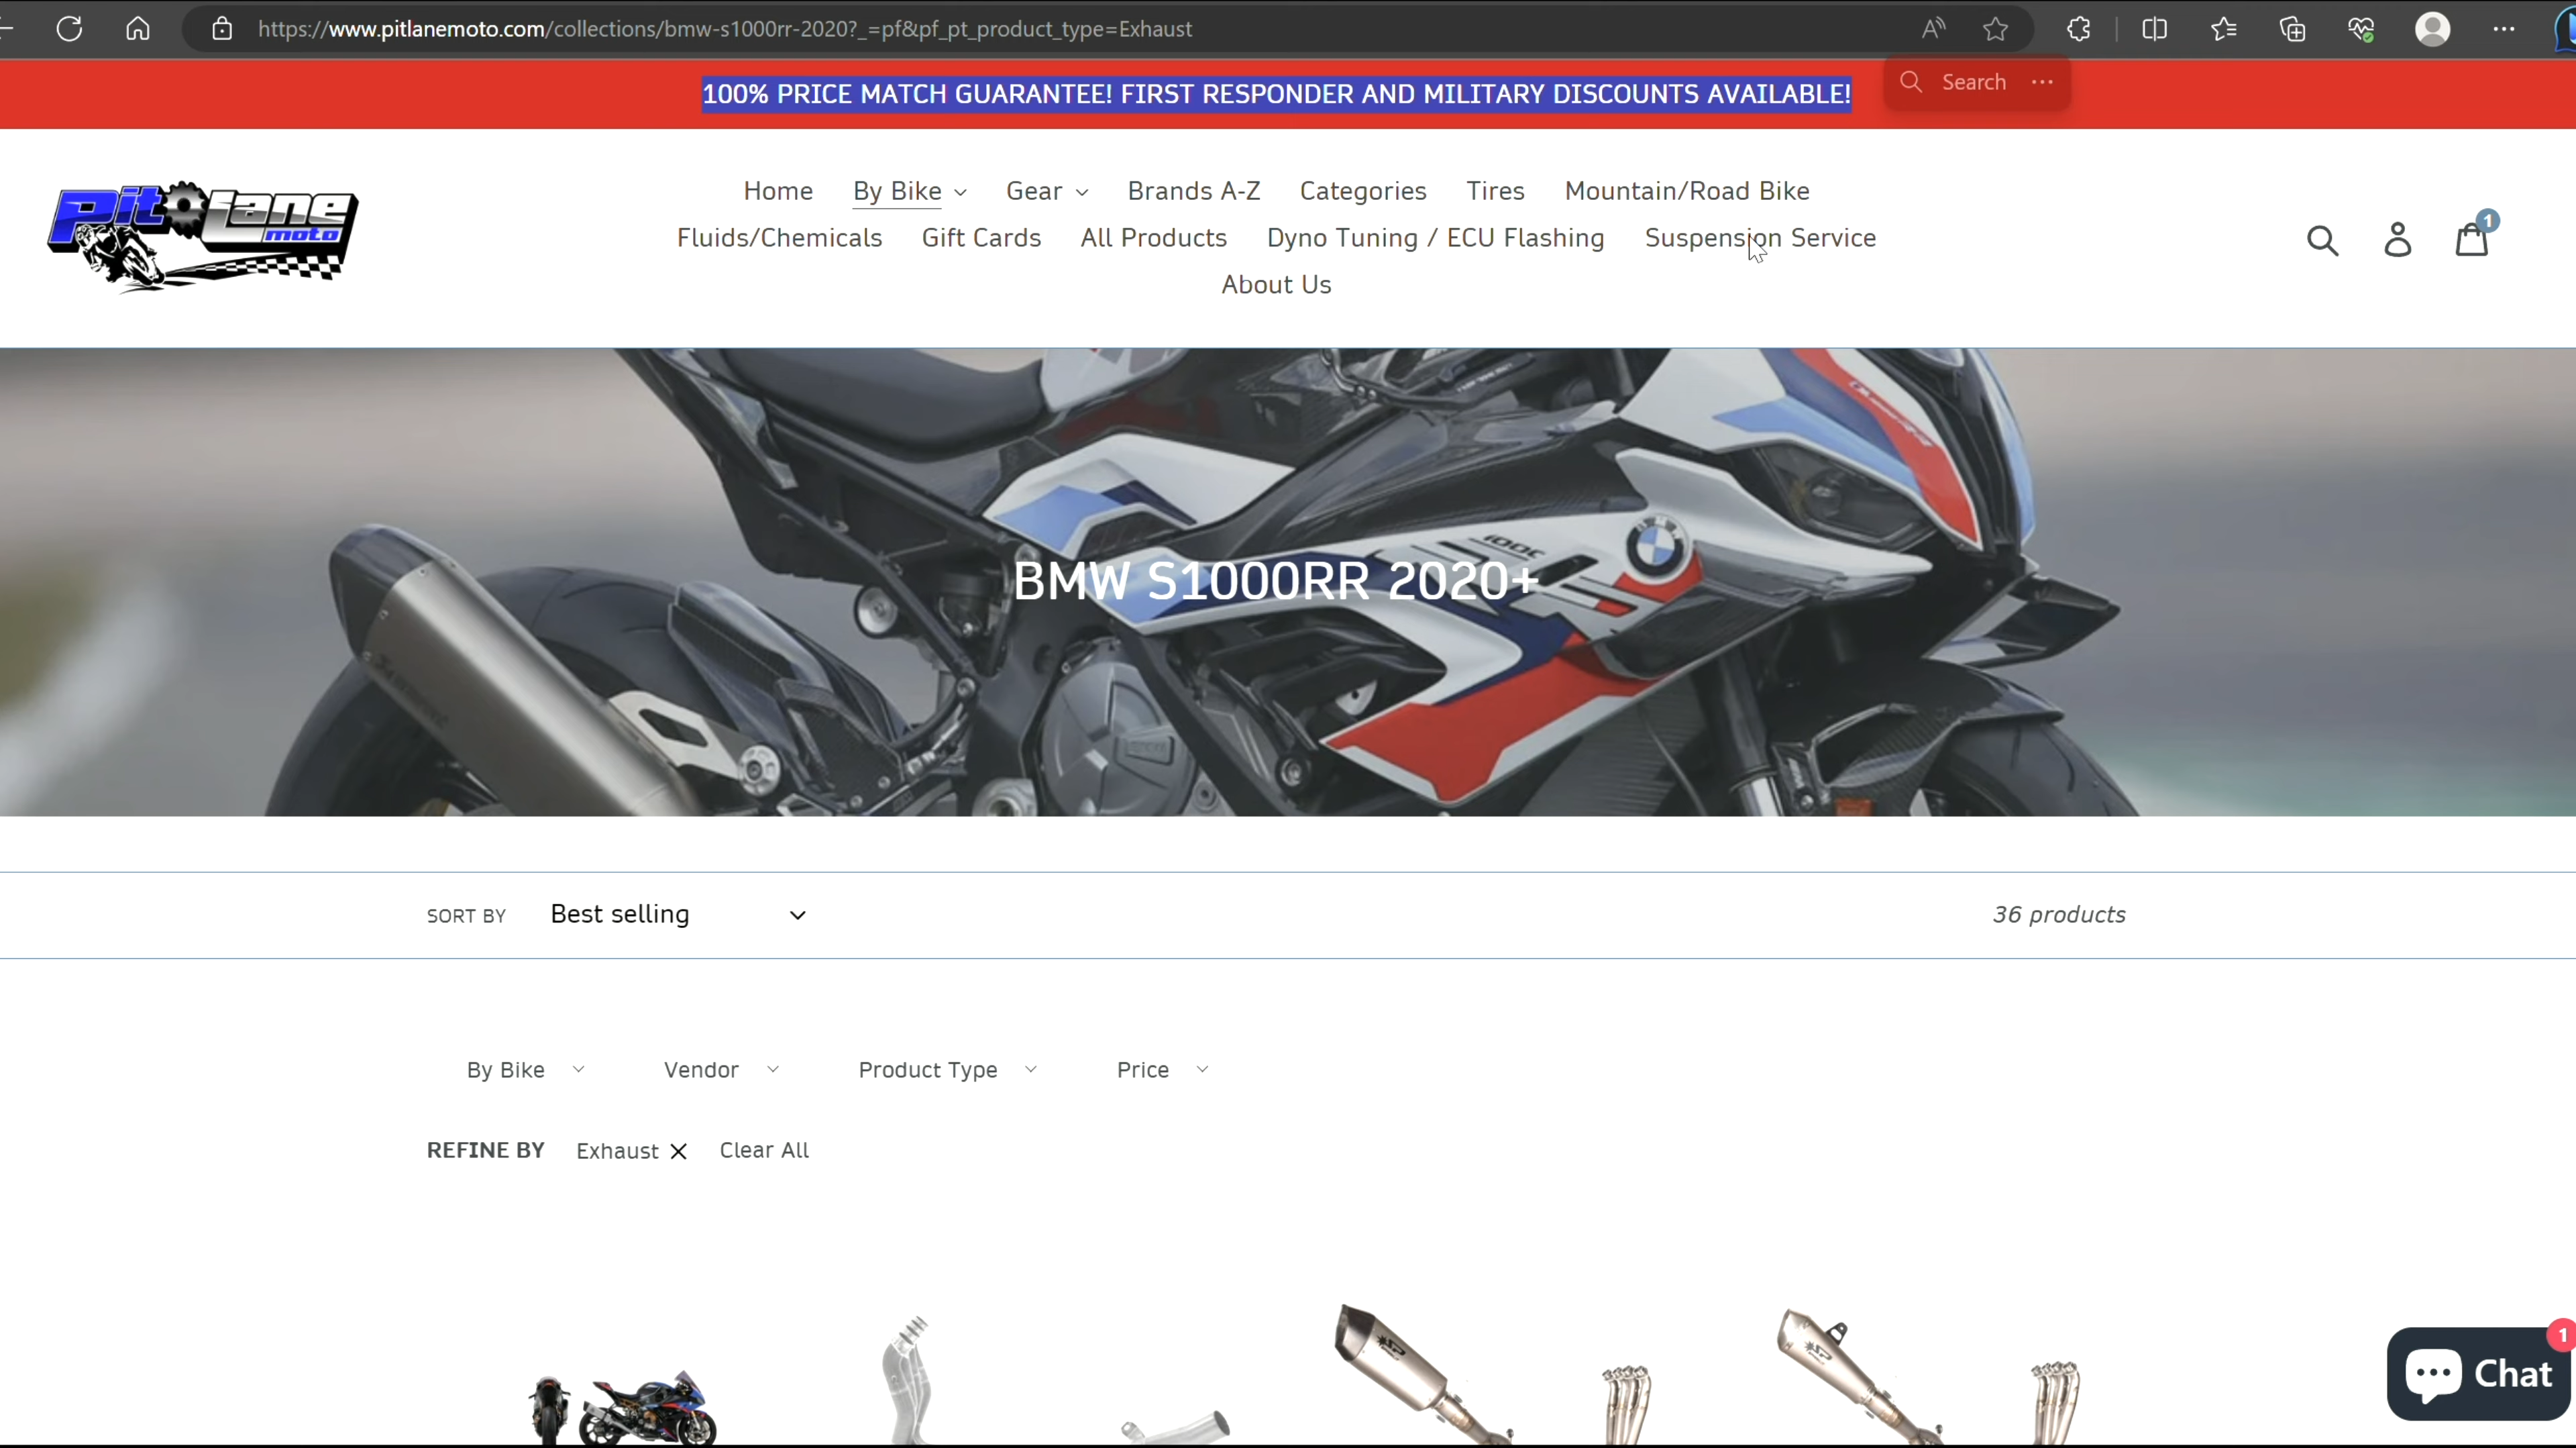 https://www.pitlanemoto.com/collections/bmw-s1000rr-2020?_=pf&pf_pt_product_type=Exhaust
100% PRICE MATCH GUARANTEE! FIRST RESPONDER AND MILITARY DISCOUNTS AVAILABLE!
Search
Pit Lane
moto
Home By Bike Gear Brands A-Z Categories Tires Mountain/Road Bike
Fluids/Chemicals Gift Cards All Products Dyno Tuning / ECU Flashing Suspension Service
About Us
1
BMW S1000RR 2020+
SORT BY Best selling 36 products
By Bike Vendor Product Type Price
REFINE BY Exhaust Clear All
1
Chat